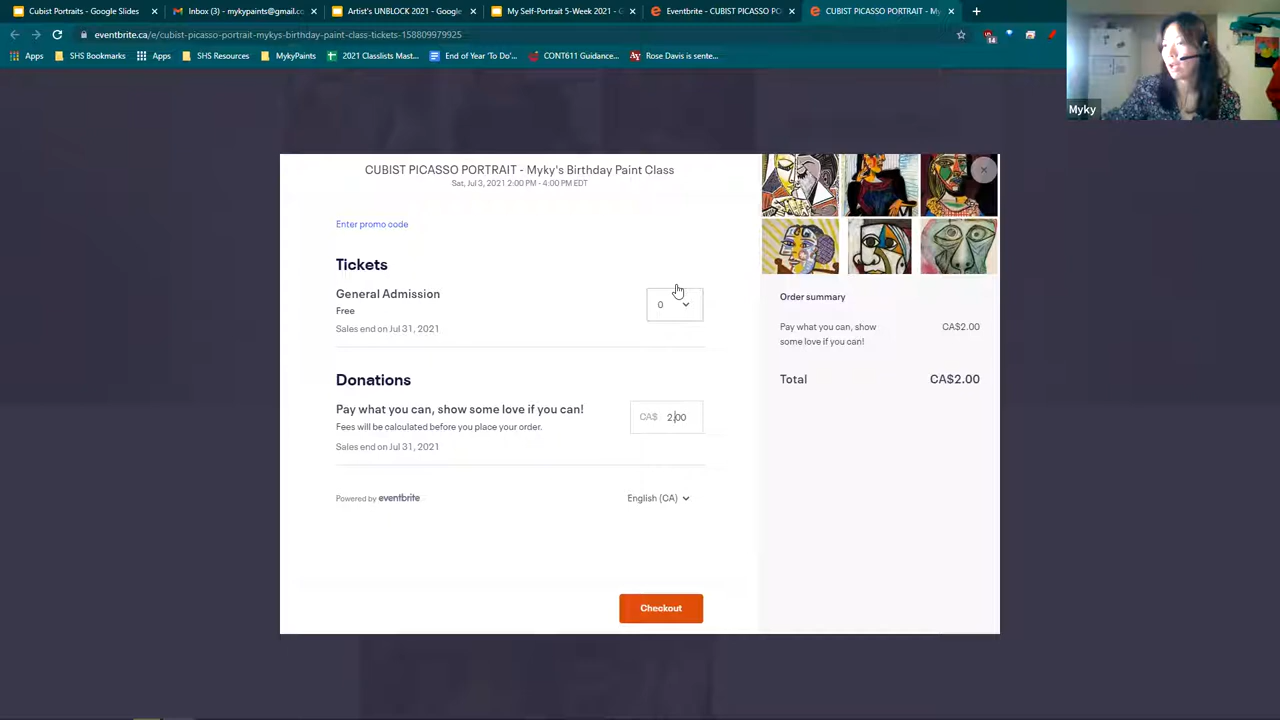 Cubist Portraits - Google Slides
Inbox (3) - mykypaints@gmail.co
Artist's UNBLOCK 2021 - Google
My Self-Portrait 5-Week 2021 - G
Eventbrite - CUBIST PICASSO PO
CUBIST PICASSO PORTRAIT - My
eventbrite.ca/e/cubist-picasso-portrait-mykys-birthday-paint-class-tickets-158809979925
14
Apps
SHS Bookmarks
Apps
SHS Resources
MykyPaints
2021 Classlists Mast...
End of Year 'To Do'...
CONT611 Guidance...
Rose Davis is sente...
Myky
CUBIST PICASSO PORTRAIT - Myky's Birthday Paint Class
Sat, Jul 3, 2021 2:00 PM - 4:00 PM EDT
Enter promo code
Tickets
General Admission
Free
0
Sales end on Jul 31, 2021
Donations
Pay what you can, show some love if you can!
CA$ 2.00
Fees will be calculated before you place your order.
Sales end on Jul 31, 2021
Powered by eventbrite
English (CA)
Checkout
Order summary
Pay what you can, show
some love if you can!
CA$2.00
Total
CA$2.00